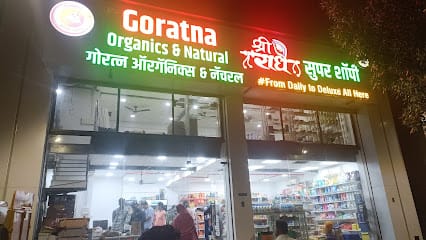 Goratna
Organics & Natural
गोरत्न ऑरगॅनिक्स & नॅचरल
श्री
राधे
सुपर शॉपी
#From Daily to Deluxe All Here